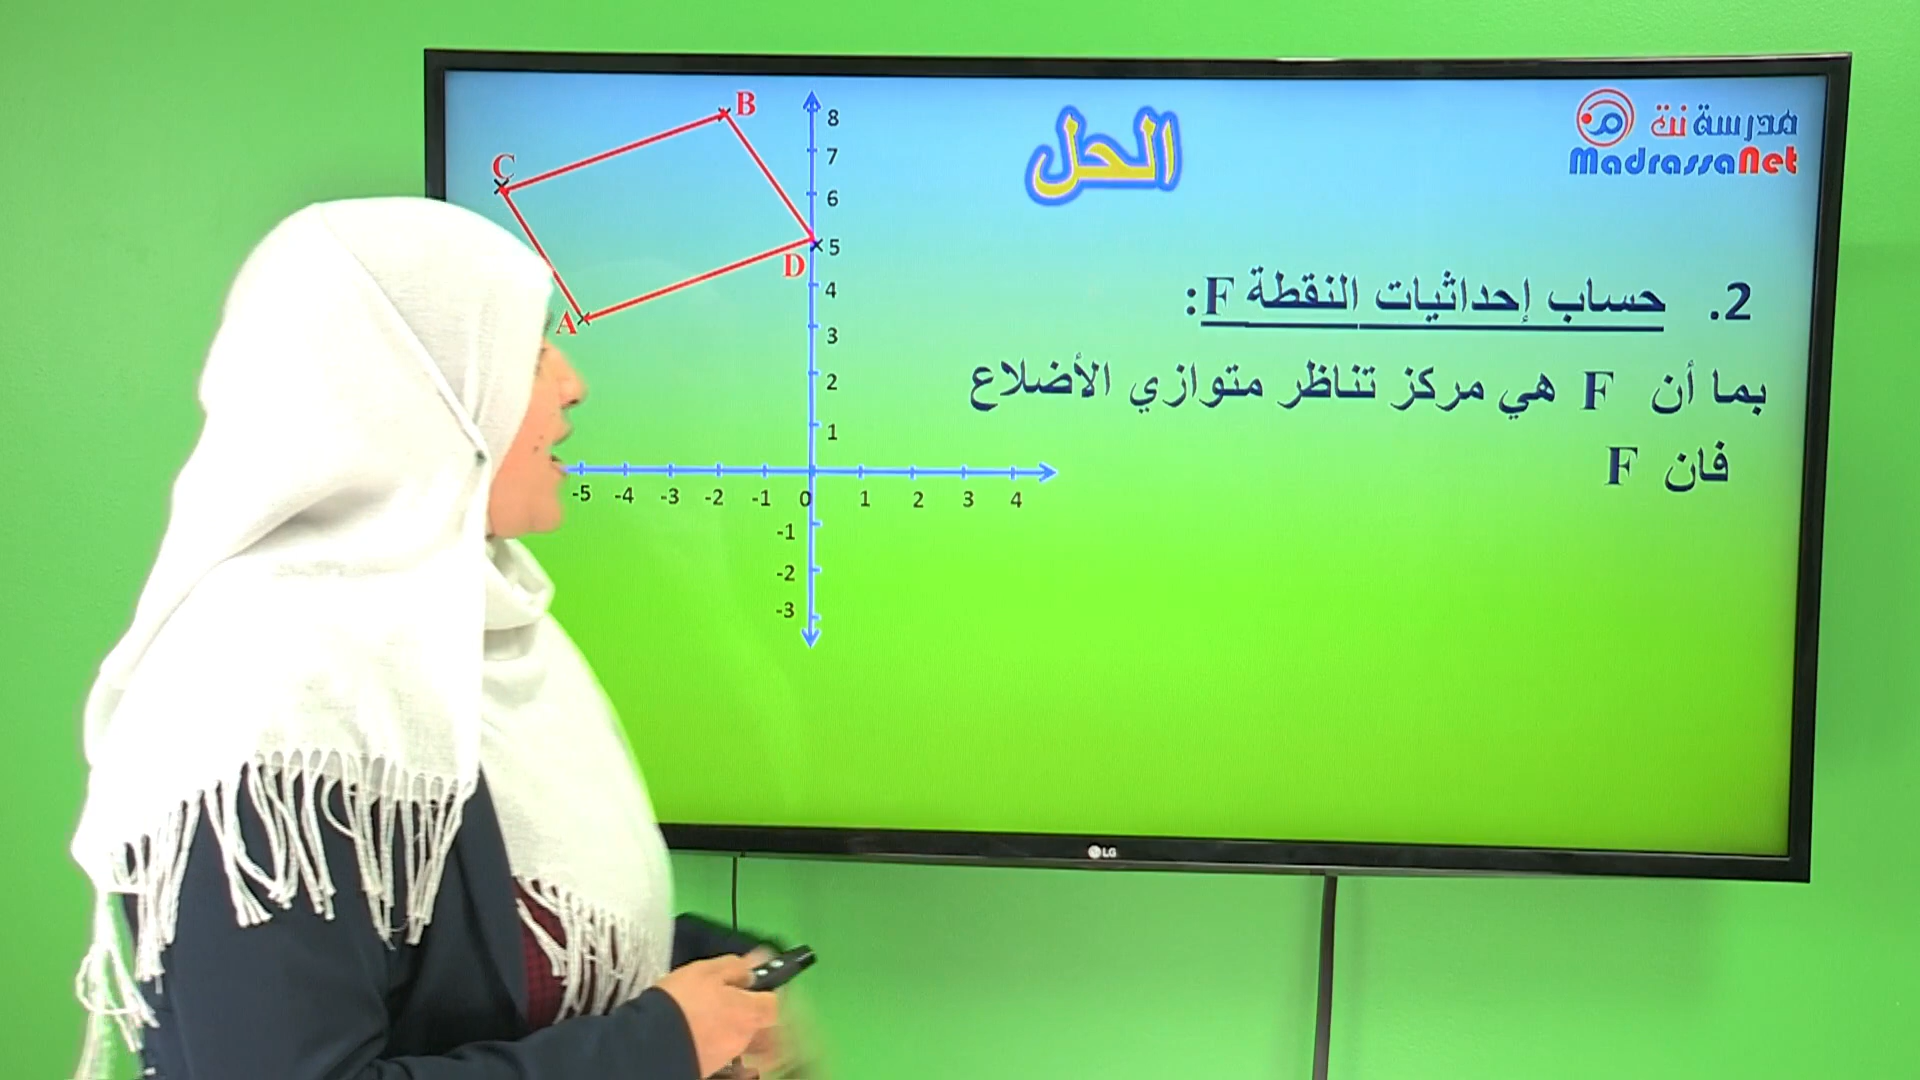 الحل
مدرسة نت
MadrassaNet
2. حساب إحداثيات النقطة F:
بما أن F هي مركز تناظر متوازي الأضلاع
فان F
B
C
D
A
8
7
6
5
4
3
2
1
-5 -4 -3 -2 -1 0 1 2 3 4
-1
-2
-3
LG